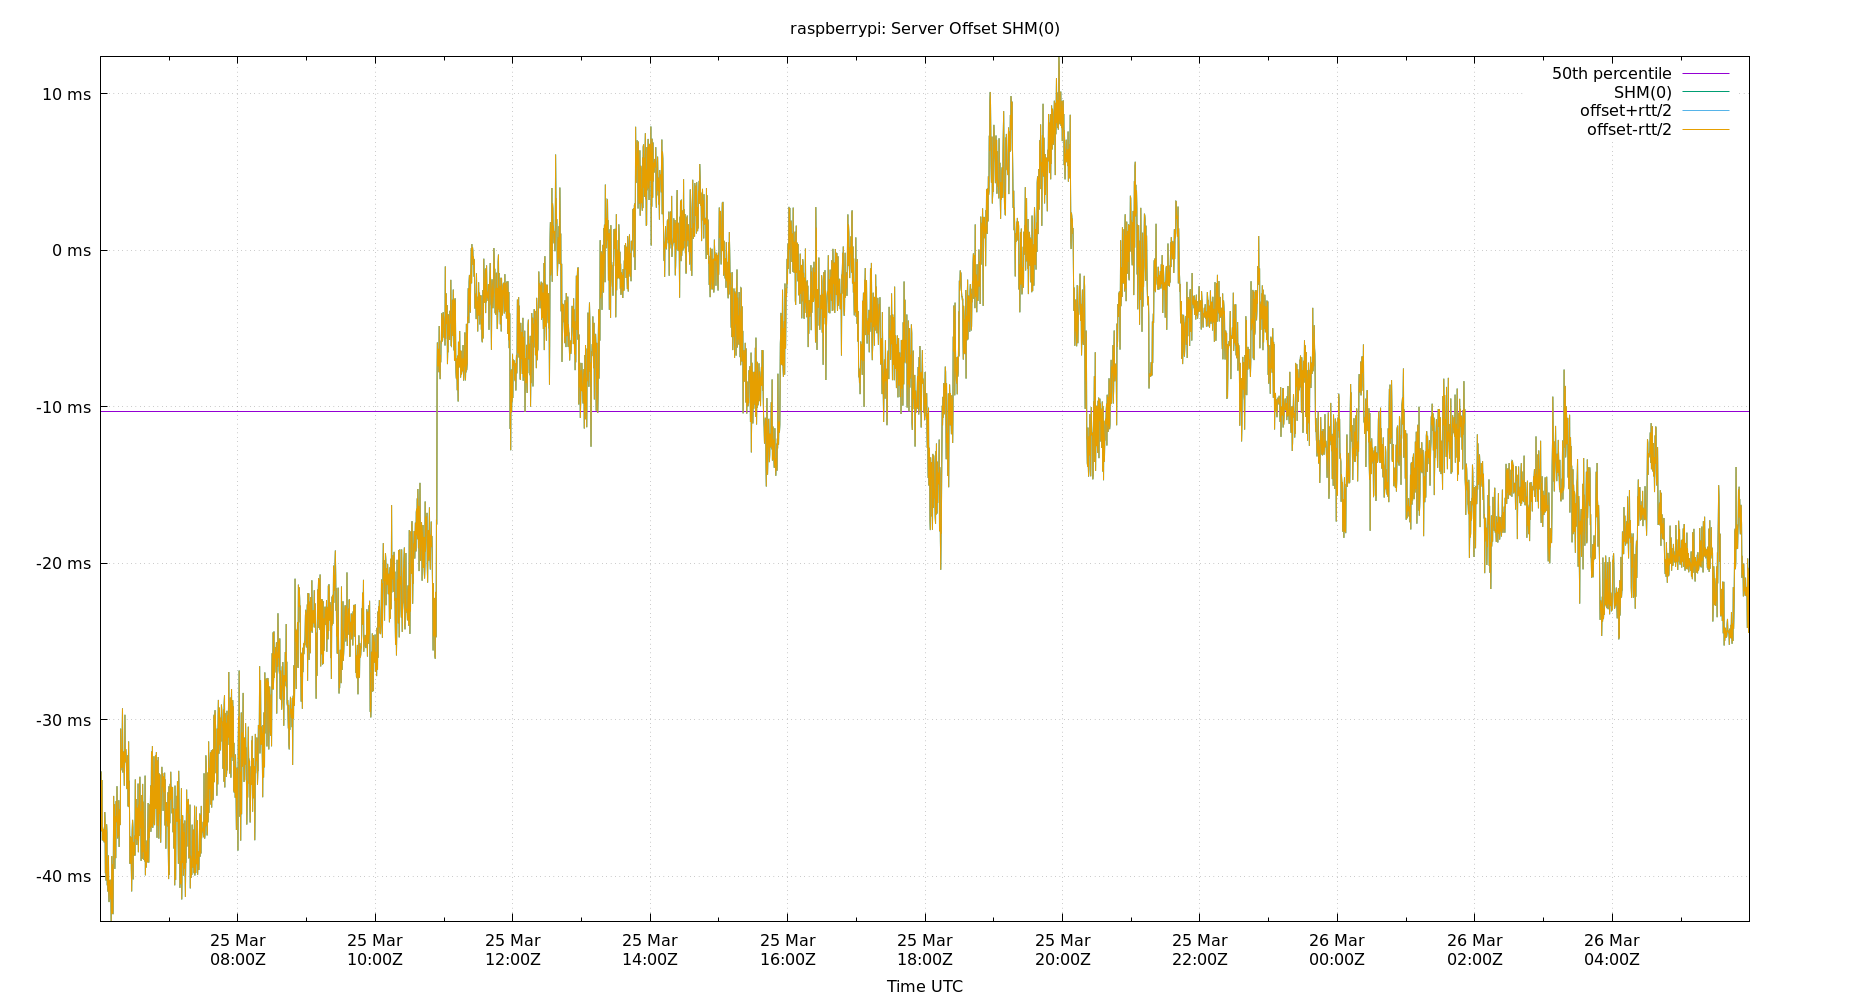 raspberrypi: Server Offset SHM(0)
50th percentile
SHM(0)
offset+rtt/2
offset-rtt/2
10 ms
0 ms
-10 ms
-20 ms
-30 ms
-40 ms
25 Mar 25 Mar 25 Mar 25 Mar 25 Mar 25 Mar 25 Mar 25 Mar 26 Mar 26 Mar 26 Mar
08:00Z 10:00Z 12:00Z 14:00Z 16:00Z 18:00Z 20:00Z 22:00Z 00:00Z 02:00Z 04:00Z
Time UTC